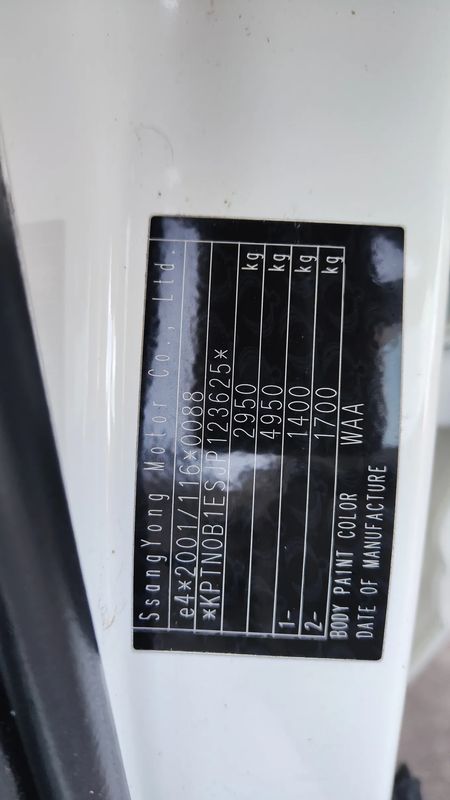 SsangYong Motor Co., Ltd.
e4*2001/116*0088
*KPTN0B1ESJP123625*
2950 kg
4950 kg
1- 1400 kg
2- 1700 kg
BODY PAINT COLOR WAA
DATE OF MANUFACTURE